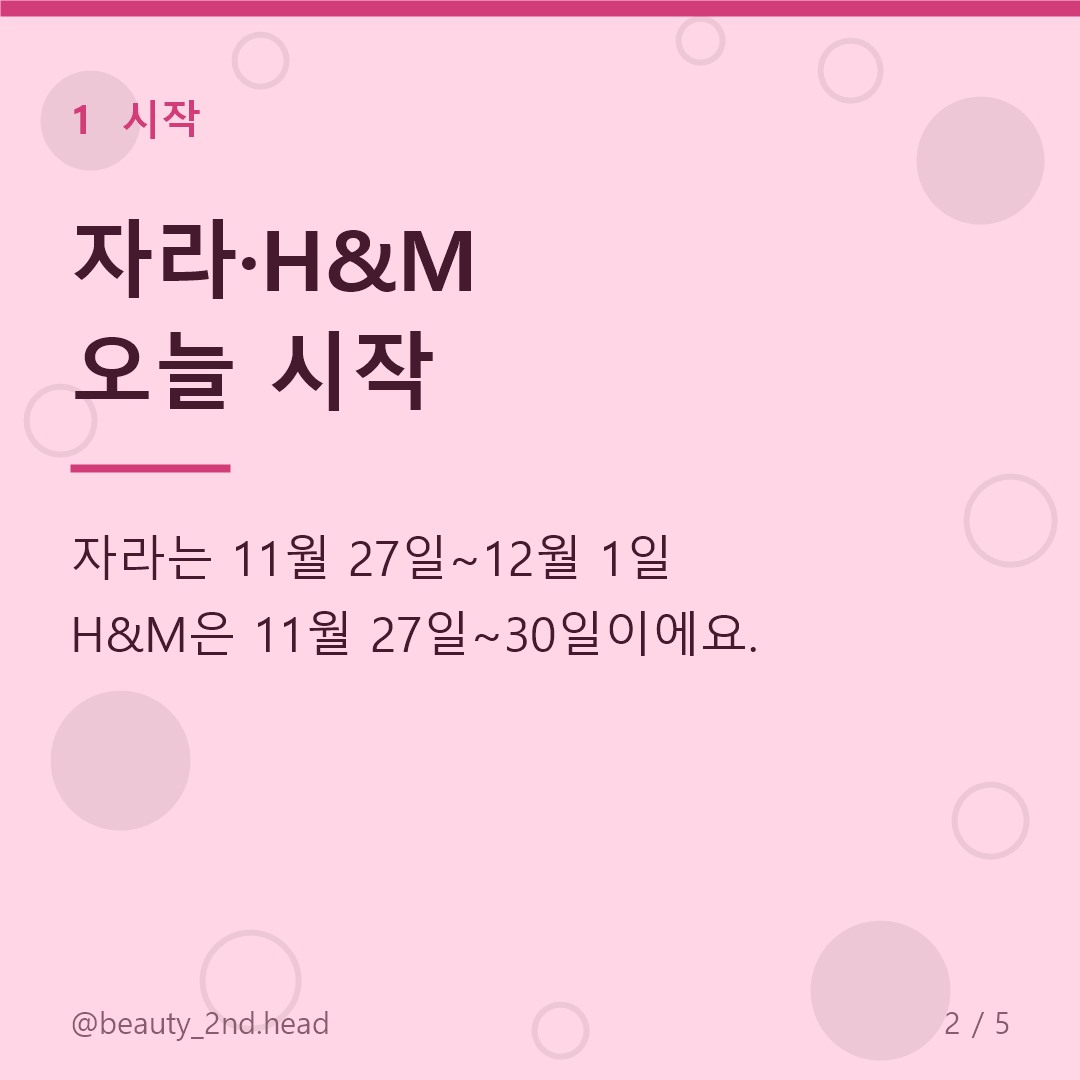 1 시작
자라·H&M
오늘 시작
자라는 11월 27일~12월 1일
H&M은 11월 27일~30일이에요.
@beauty_2nd.head
2 / 5